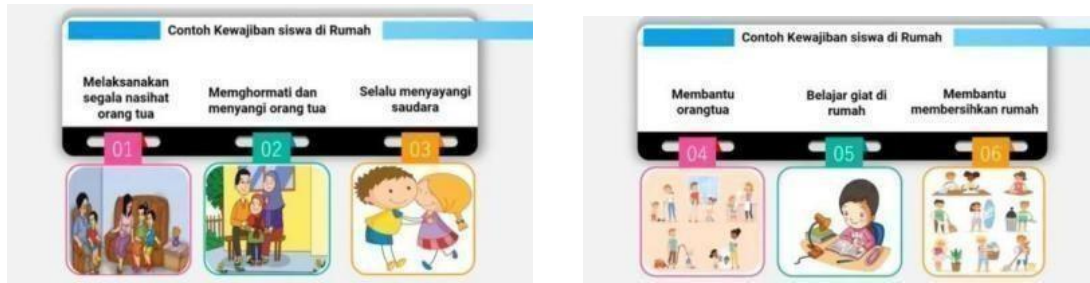 Contoh Kewajiban siswa di Rumah
Melaksanakan
segala nasihat
orang tua
Memghormati dan
menyangi orang tua
Selalu menyayangi
saudara
01
02
03
Contoh Kewajiban siswa di Rumah
Membantu
orangtua
Belajar giat di
rumah
Membantu
membersihkan rumah
04
05
06